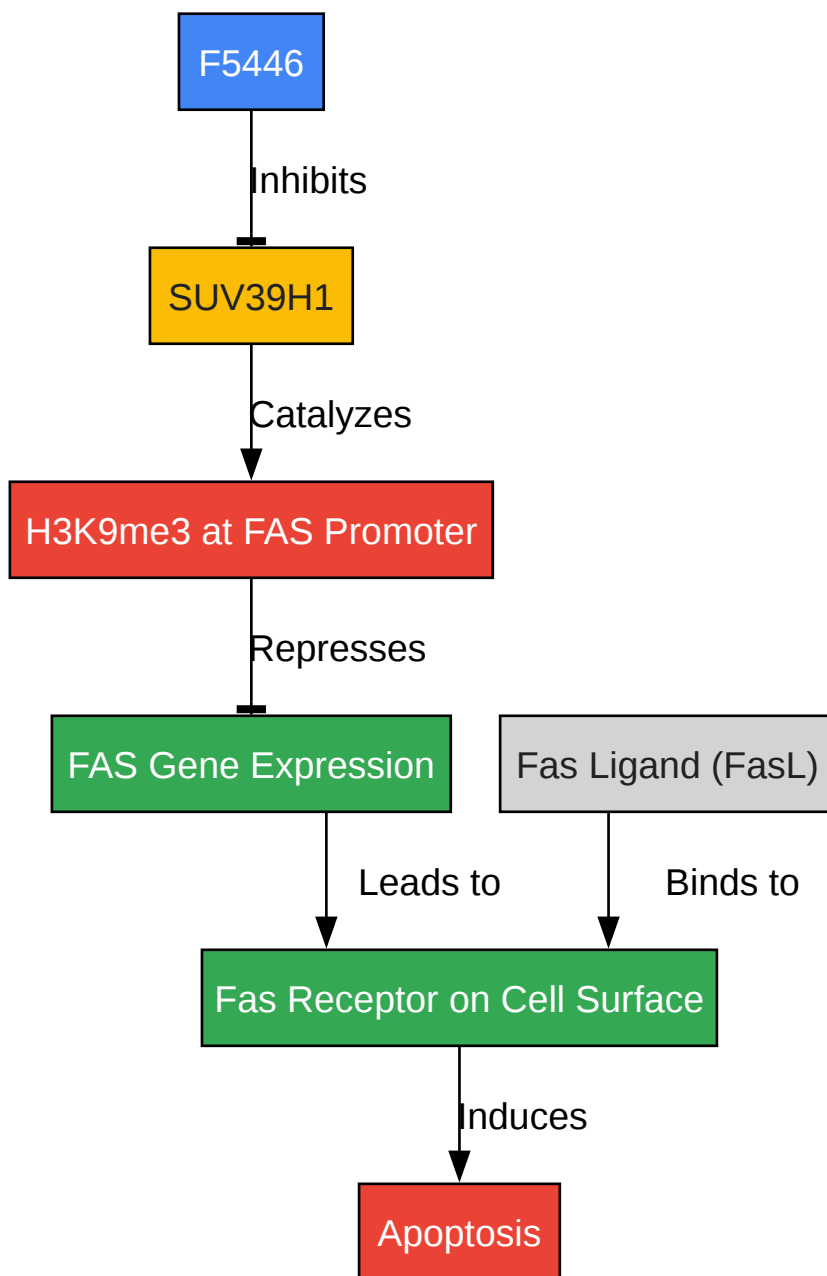 F5446
Inhibits
SUV39H1
Catalyzes
H3K9me3 at FAS Promoter
Represses
FAS Gene Expression
Fas Ligand (FasL)
Leads to
Binds to
Fas Receptor on Cell Surface
Induces
Apoptosis